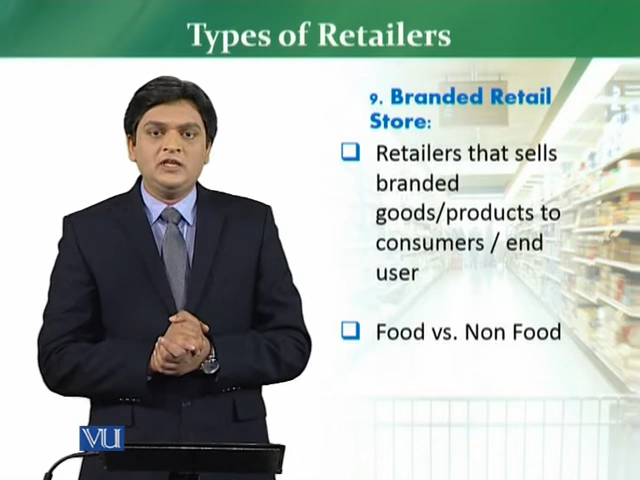 Types of Retailers
9. Branded Retail
Store:
Retailers that sells
branded
goods/products to
consumers / end
user
Food vs. Non Food
VU